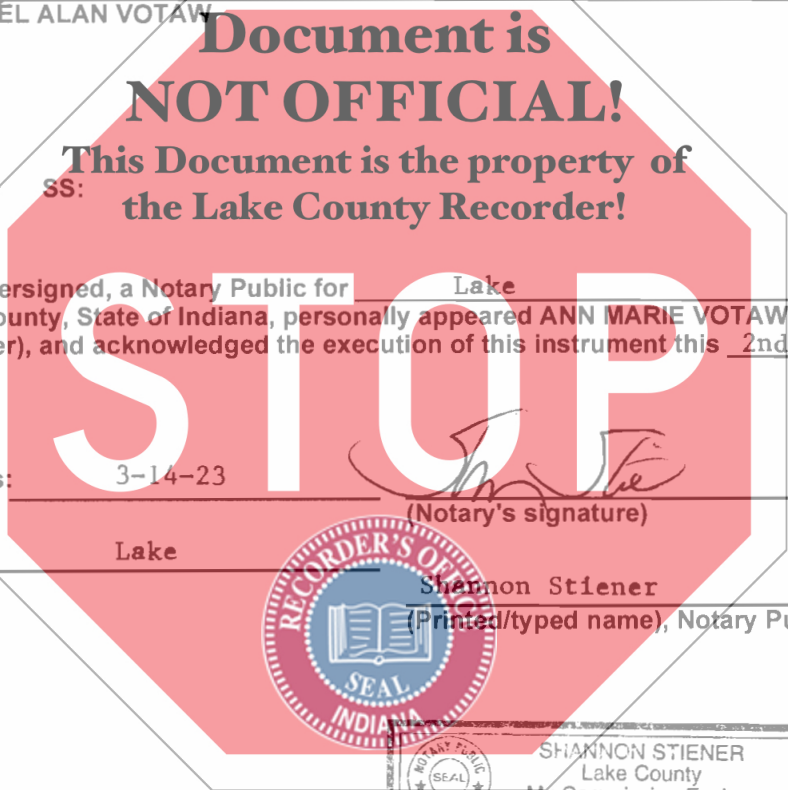 EL ALAN VOTAW
Document is
NOT OFFICIAL!
This Document is the property of
SS:
the Lake County Recorder!
ersigned, a Notary Public for Lake
ounty, State of Indiana, personally appeared ANN MARIE VOTAW
er), and acknowledged the execution of this instrument this 2nd
STOP
s: 3-14-23
(Notary's signature)
Lake
RECORDER'S OFFICE
Shannon Stiener
(Printed/typed name), Notary Pu
SEAL
INDIANA
SHANNON STIENER
NOTARY PUBLIC
SEAL
Lake County